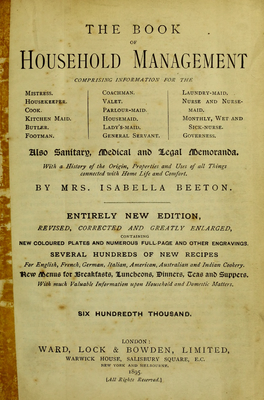 THE BOOK
OF
HOUSEHOLD MANAGEMENT
COMPRISING INFORMATION FOR THE
MISTRESS. COACHMAN. LAUNDRY-MAID.
HOUSEKEEPER. VALET. NURSE AND NURSE-
COOK. PARLOUR-MAID. MAID.
KITCHEN MAID. HOUSEMAID. MONTHLY, WET AND
BUTLER. LADY'S-MAID. SICK-NURSE.
FOOTMAN. GENERAL SERVANT. GOVERNESS.
Also Sanitary, Medical and Legal Memoranda.
With a History of the Origin, Properties and Uses of all Things
connected with Home Life and Comfort.
BY MRS. ISABELLA BEETON.
ENTIRELY NEW EDITION,
REVISED, CORRECTED AND GREATLY ENLARGED,
CONTAINING
NEW COLOURED PLATES AND NUMEROUS FULL-PAGE AND OTHER ENGRAVINGS.
SEVERAL HUNDREDS OF NEW RECIPES
For English, French, German, Italian, American, Australian and Indian Cookery.
New Menus for Breakfasts, Luncheons, Dinners, Teas and Suppers.
With much Valuable Information upon Household and Domestic Matters.
SIX HUNDREDTH THOUSAND.
LONDON:
WARD, LOCK & BOWDEN, LIMITED,
WARWICK HOUSE, SALISBURY SQUARE, E.C.
NEW YORK AND MELBOURNE,
1895.
[All Rights Reserved.]